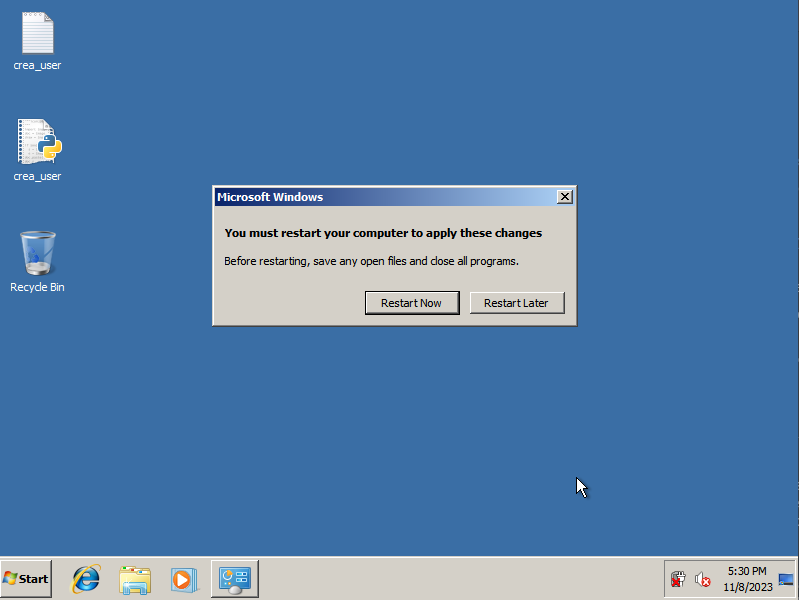 crea_user
crea_user
Recycle Bin
Microsoft Windows
You must restart your computer to apply these changes
Before restarting, save any open files and close all programs.
Restart Now
Restart Later
Start
5:30 PM
11/8/2023